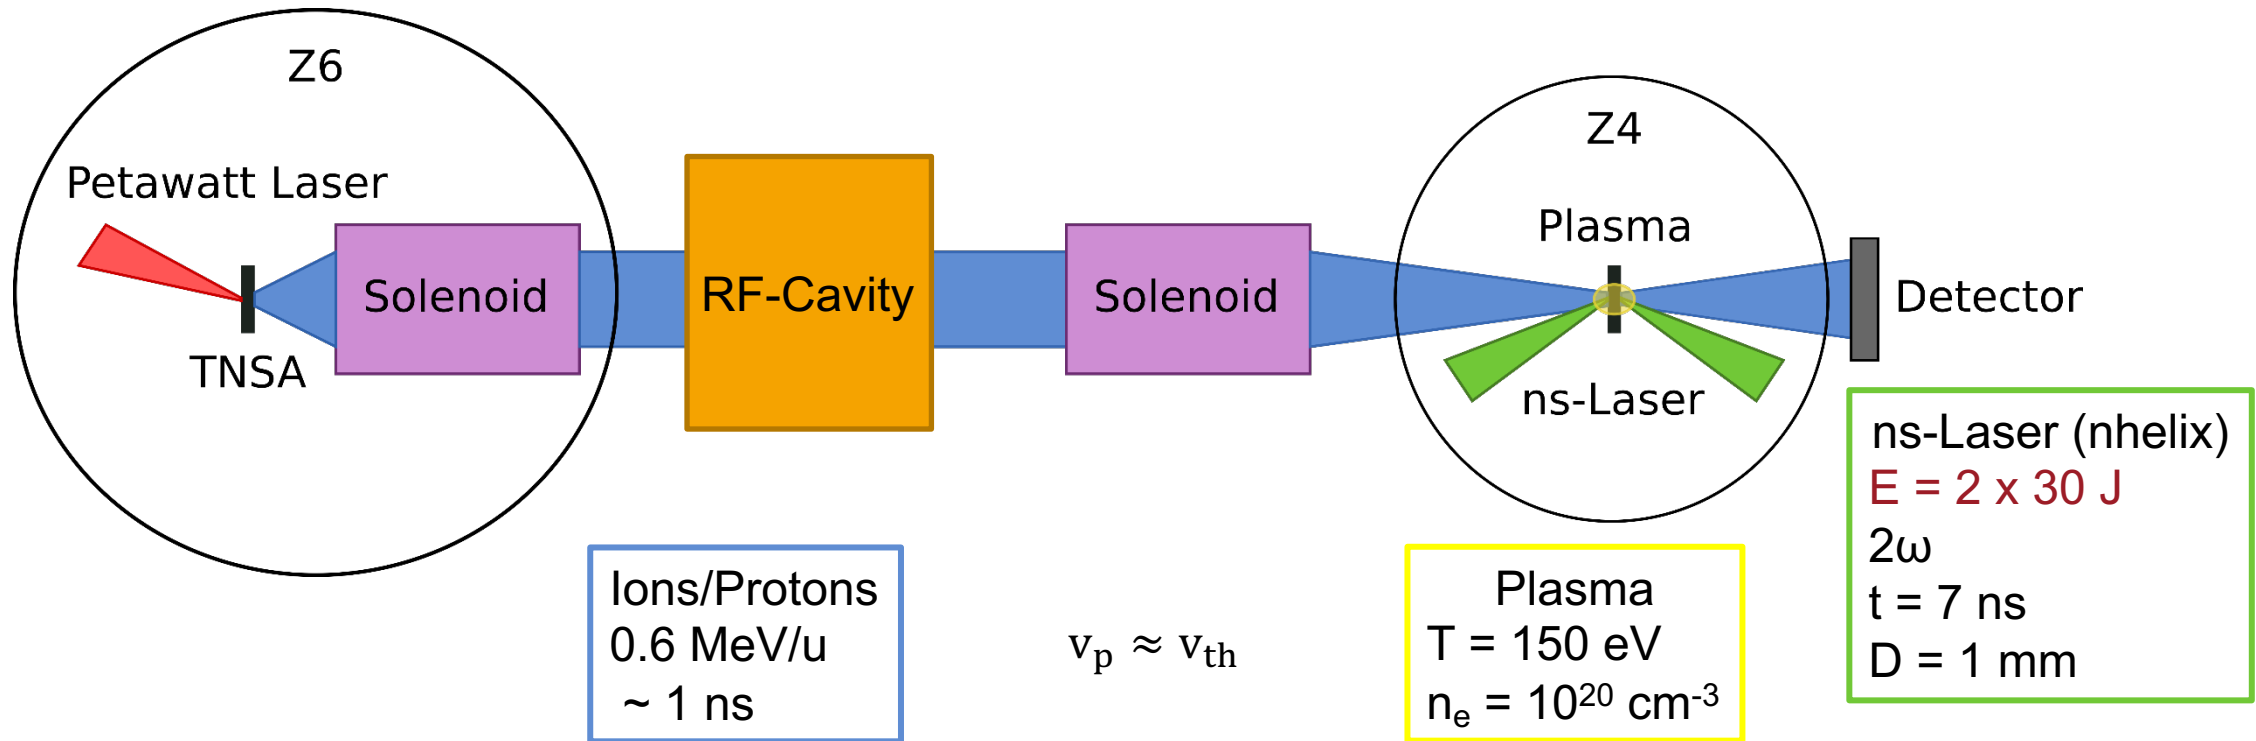 Z6
Petawatt Laser
TNSA
Solenoid
RF-Cavity
Solenoid
Z4
Plasma
ns-Laser
Detector
Ions/Protons
0.6 MeV/u
~ 1 ns
vₚ ≈ vₜₕ
Plasma
T = 150 eV
nₑ = 10²⁰ cm⁻³
ns-Laser (nhelix)
E = 2 x 30 J
2ω
t = 7 ns
D = 1 mm